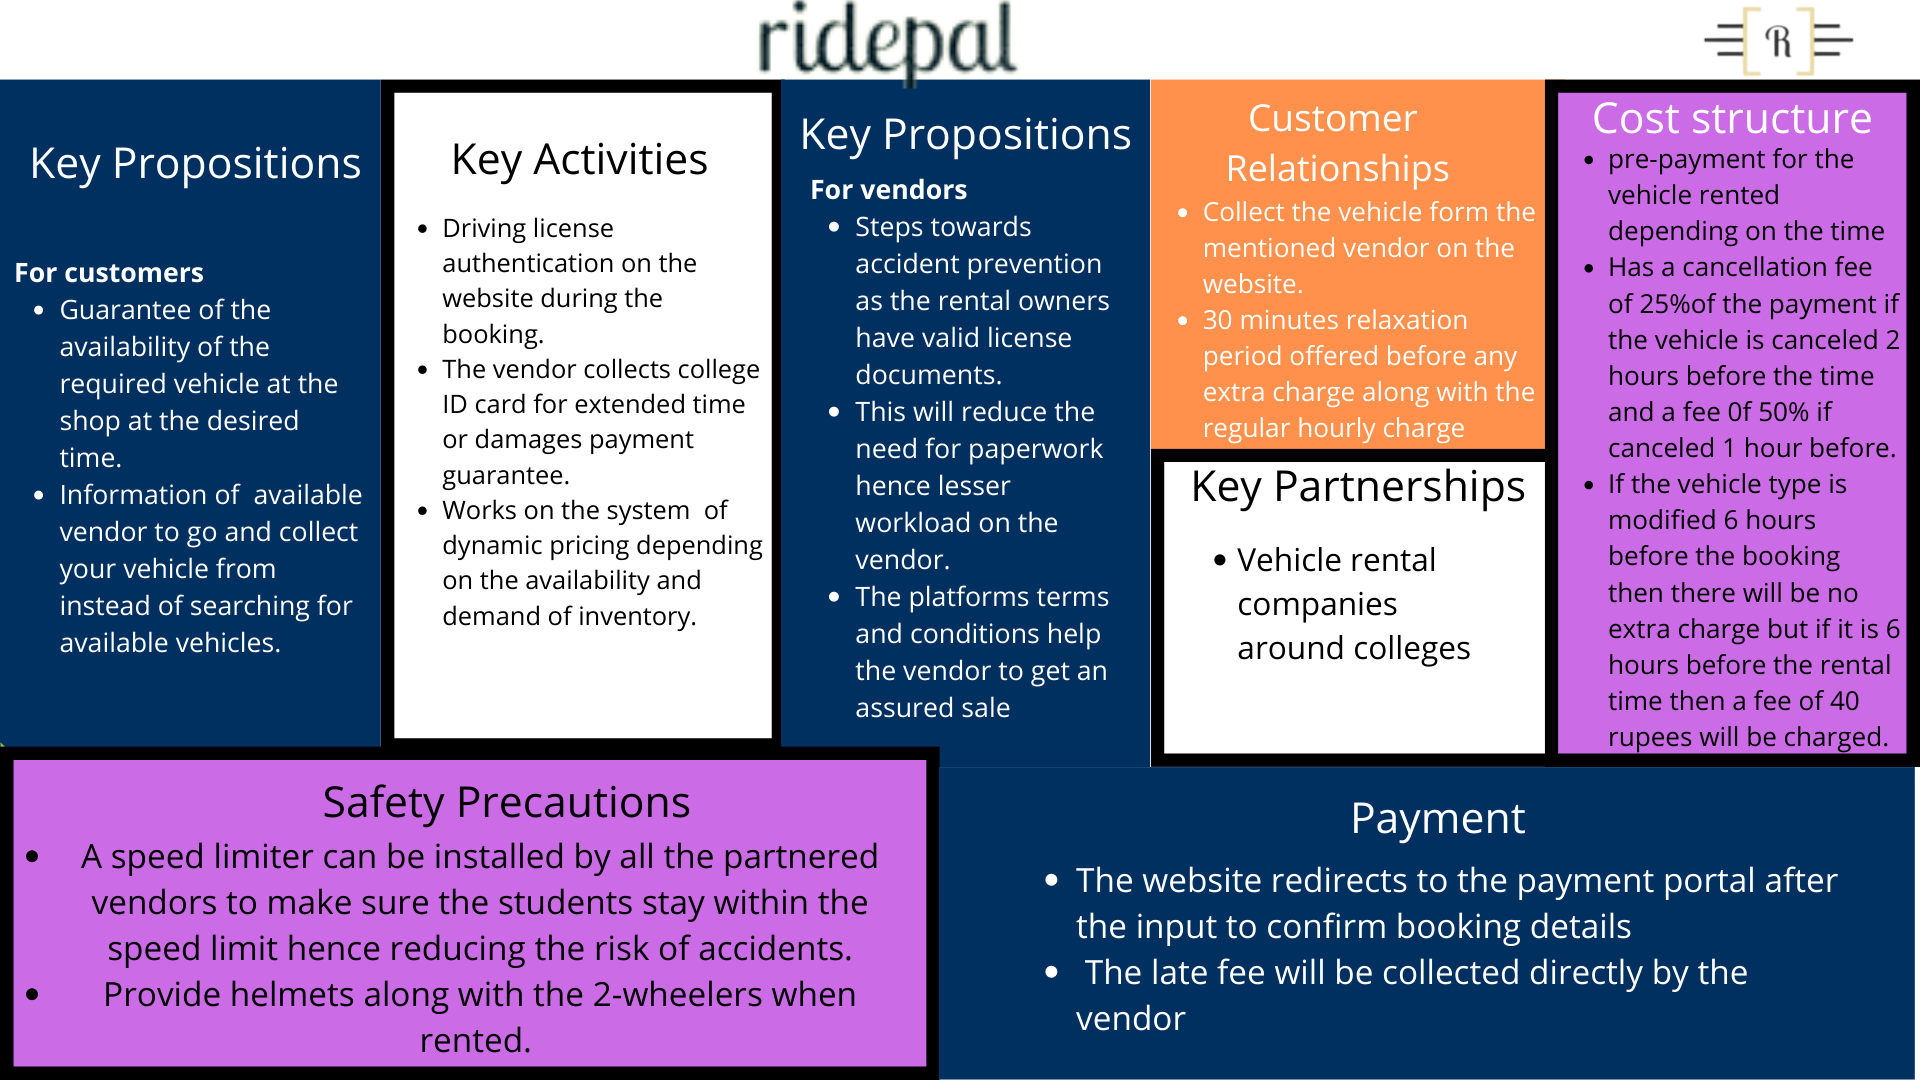 ridepal
R
Key Propositions
For customers
• Guarantee of the
availability of the
required vehicle at the
shop at the desired
time.
• Information of  available
vendor to go and collect
your vehicle from
instead of searching for
available vehicles.
Key Activities
• Driving license
authentication on the
website during the
booking.
• The vendor collects college
ID card for extended time
or damages payment
guarantee.
• Works on the system  of
dynamic pricing depending
on the availability and
demand of inventory.
Key Propositions
For vendors
• Steps towards
accident prevention
as the rental owners
have valid license
documents.
• This will reduce the
need for paperwork
hence lesser
workload on the
vendor.
• The platforms terms
and conditions help
the vendor to get an
assured sale
Customer
Relationships
• Collect the vehicle form the
mentioned vendor on the
website.
• 30 minutes relaxation
period offered before any
extra charge along with the
regular hourly charge
Key Partnerships
• Vehicle rental
companies
around colleges
Cost structure
• pre-payment for the
vehicle rented
depending on the time
• Has a cancellation fee
of 25%of the payment if
the vehicle is canceled 2
hours before the time
and a fee 0f 50% if
canceled 1 hour before.
• If the vehicle type is
modified 6 hours
before the booking
then there will be no
extra charge but if it is 6
hours before the rental
time then a fee of 40
rupees will be charged.
Safety Precautions
• A speed limiter can be installed by all the partnered
vendors to make sure the students stay within the
speed limit hence reducing the risk of accidents.
• Provide helmets along with the 2-wheelers when
rented.
Payment
• The website redirects to the payment portal after
the input to confirm booking details
• The late fee will be collected directly by the
vendor